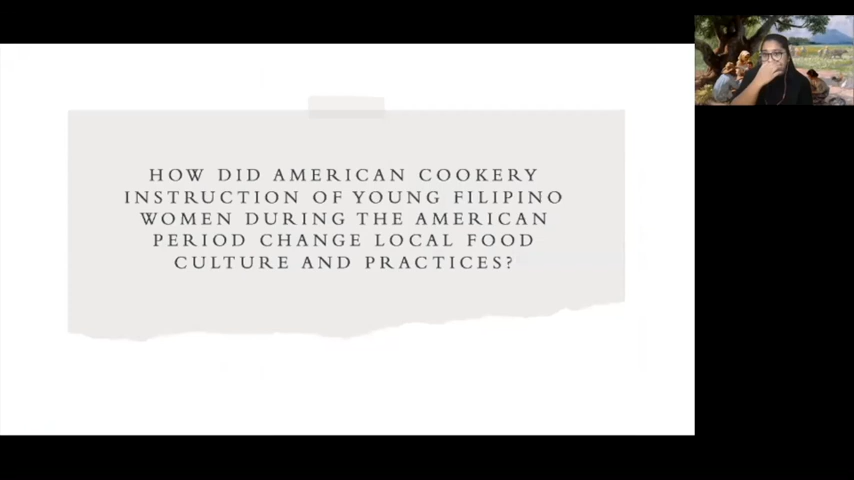 HOW DID AMERICAN COOKERY
INSTRUCTION OF YOUNG FILIPINO
WOMEN DURING THE AMERICAN
PERIOD CHANGE LOCAL FOOD
CULTURE AND PRACTICES?